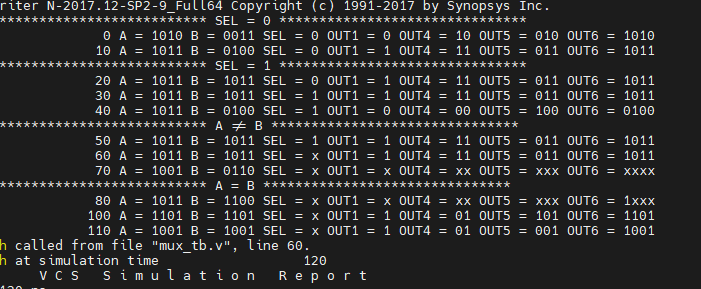 riter N-2017.12-SP2-9_Full64 Copyright (c) 1991-2017 by Synopsys Inc.
************************* SEL = 0 ******************************
0 A = 1010 B = 0011 SEL = 0 OUT1 = 0 OUT4 = 10 OUT5 = 010 OUT6 = 1010
10 A = 1011 B = 0100 SEL = 0 OUT1 = 1 OUT4 = 11 OUT5 = 011 OUT6 = 1011
************************* SEL = 1 ******************************
20 A = 1011 B = 1011 SEL = 0 OUT1 = 1 OUT4 = 11 OUT5 = 011 OUT6 = 1011
30 A = 1011 B = 1011 SEL = 1 OUT1 = 1 OUT4 = 11 OUT5 = 011 OUT6 = 1011
40 A = 1011 B = 0100 SEL = 1 OUT1 = 0 OUT4 = 00 OUT5 = 100 OUT6 = 0100
************************* A ≠ B *******************************
50 A = 1011 B = 1011 SEL = 1 OUT1 = 1 OUT4 = 11 OUT5 = 011 OUT6 = 1011
60 A = 1011 B = 1011 SEL = x OUT1 = 1 OUT4 = 11 OUT5 = 011 OUT6 = 1011
70 A = 1001 B = 0110 SEL = x OUT1 = x OUT4 = xx OUT5 = xxx OUT6 = xxxx
************************* A = B ******************************
80 A = 1011 B = 1100 SEL = x OUT1 = x OUT4 = xx OUT5 = xxx OUT6 = 1xxx
100 A = 1101 B = 1101 SEL = x OUT1 = 1 OUT4 = 01 OUT5 = 101 OUT6 = 1101
110 A = 1001 B = 1001 SEL = x OUT1 = 1 OUT4 = 01 OUT5 = 001 OUT6 = 1001
h called from file "mux_tb.v", line 60.
h at simulation time 120
V C S S i m u l a t i o n R e p o r t